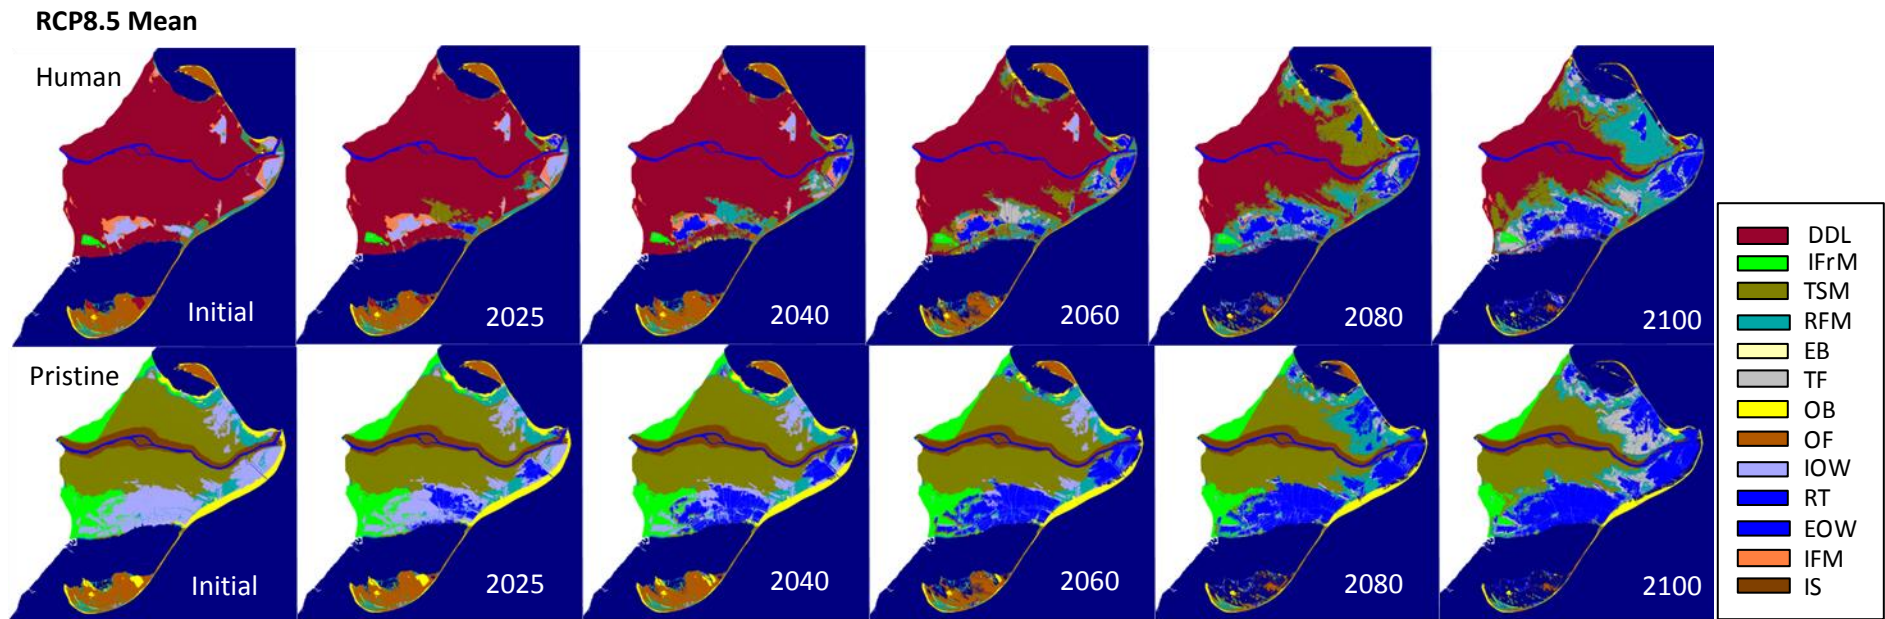 RCP8.5 Mean
Human
Initial
2025
2040
2060
2080
2100
Pristine
Initial
2025
2040
2060
2080
2100
DDL
IFrM
TSM
RFM
EB
TF
OB
OF
IOW
RT
EOW
IFM
IS